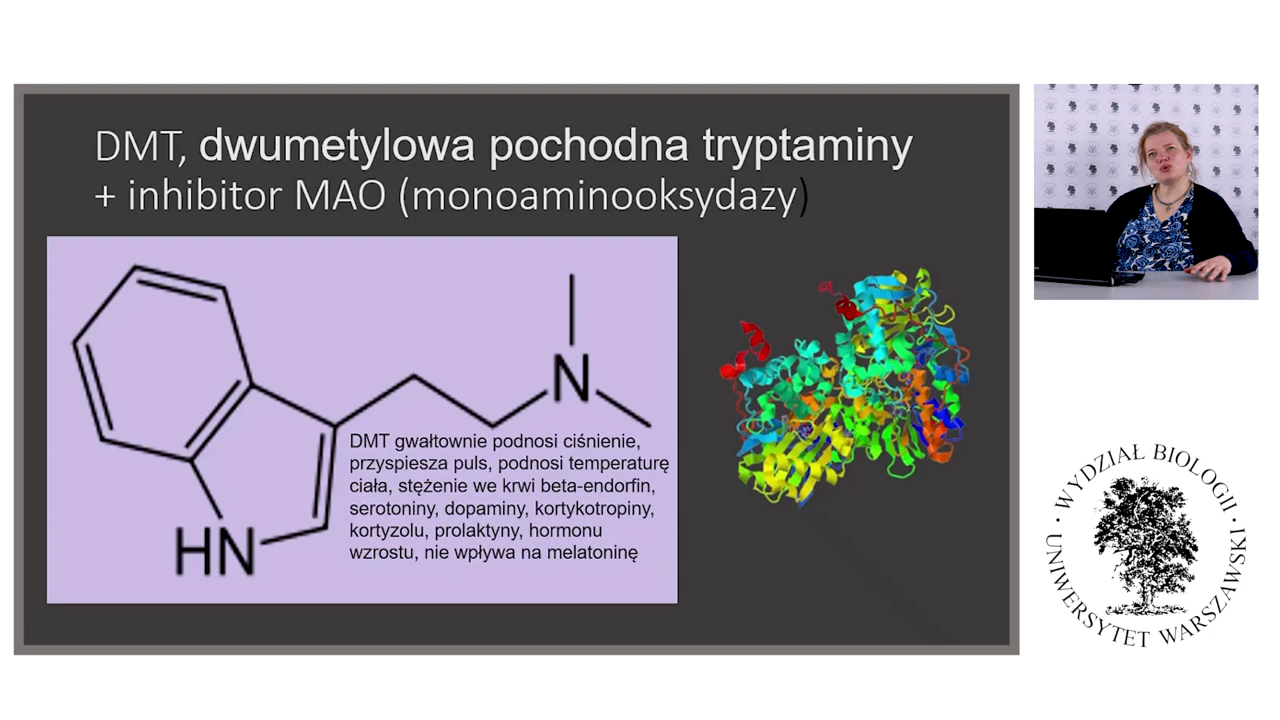 DMT, dwumetylowa pochodna tryptaminy
+ inhibitor MAO (monoaminooksydazy)
N
HN
DMT gwałtownie podnosi ciśnienie,
przyspiesza puls, podnosi temperaturę
ciała, stężenie we krwi beta-endorfin,
serotoniny, dopaminy, kortykotropiny,
kortyzolu, prolaktyny, hormonu
wzrostu, nie wpływa na melatoninę
· WYDZIAŁ BIOLOGII ·
UNIWERSYTET WARSZAWSKI